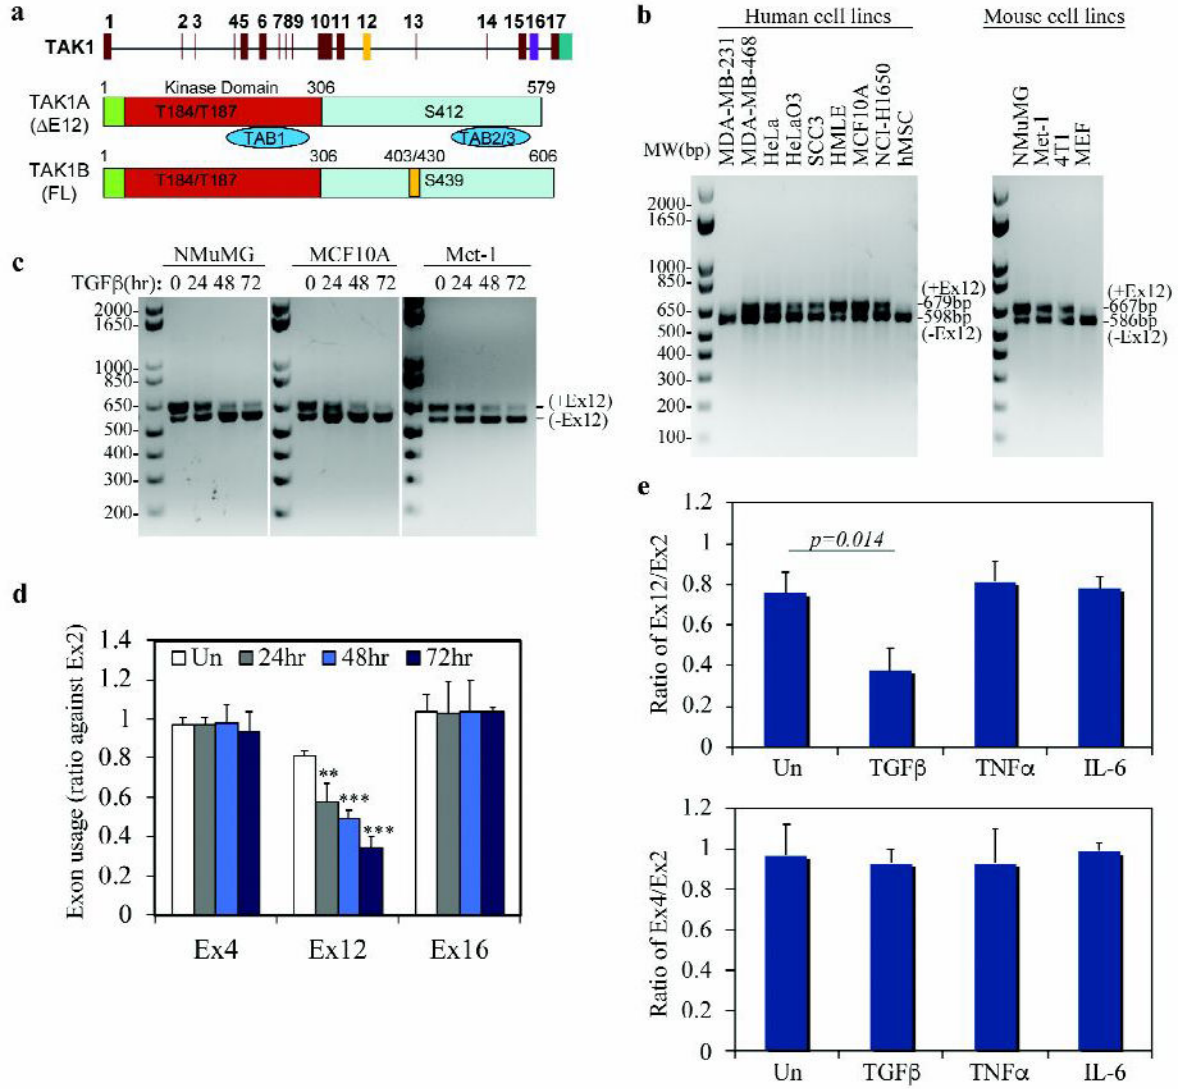 a
1 2 3 45 6 789 10 11 12 13 14 15 16 17
TAK1
1 Kinase Domain 306 579
TAK1A
(ΔE12)
T184/T187 S412
TAB1 TAB2/3
1 306 403/430 606
TAK1B
(FL)
T184/T187 S439
b
Human cell lines Mouse cell lines
MW(bp)
MDA-MB-231
MDA-MB-468
HeLa
HeLaO3
SCC3
HMLE
MCF10A
NCI-H1650
hMSC
NMuMG
Met-1
4T1
MEF
2000-
1650-
1000-
850-
650-
500-
400-
300-
200-
100-
(+Ex12)
-679bp
-598bp
(-Ex12)
(+Ex12)
-667bp
-586bp
(-Ex12)
c
NMuMG MCF10A Met-1
TGFβ(hr): 0 24 48 72 0 24 48 72 0 24 48 72
2000-
1650-
1000-
850-
650-
500-
400-
300-
200-
(+Ex12)
(-Ex12)
d
Exon usage (ratio against Ex2)
1.4
1.2
1
0.8
0.6
0.4
0.2
0
Un 24hr 48hr 72hr
**
***
***
Ex4 Ex12 Ex16
e
Ratio of Ex12/Ex2
1.2
1
0.8
0.6
0.4
0.2
0
p=0.014
Un TGFβ TNFα IL-6
Ratio of Ex4/Ex2
1.2
1
0.8
0.6
0.4
0.2
0
Un TGFβ TNFα IL-6